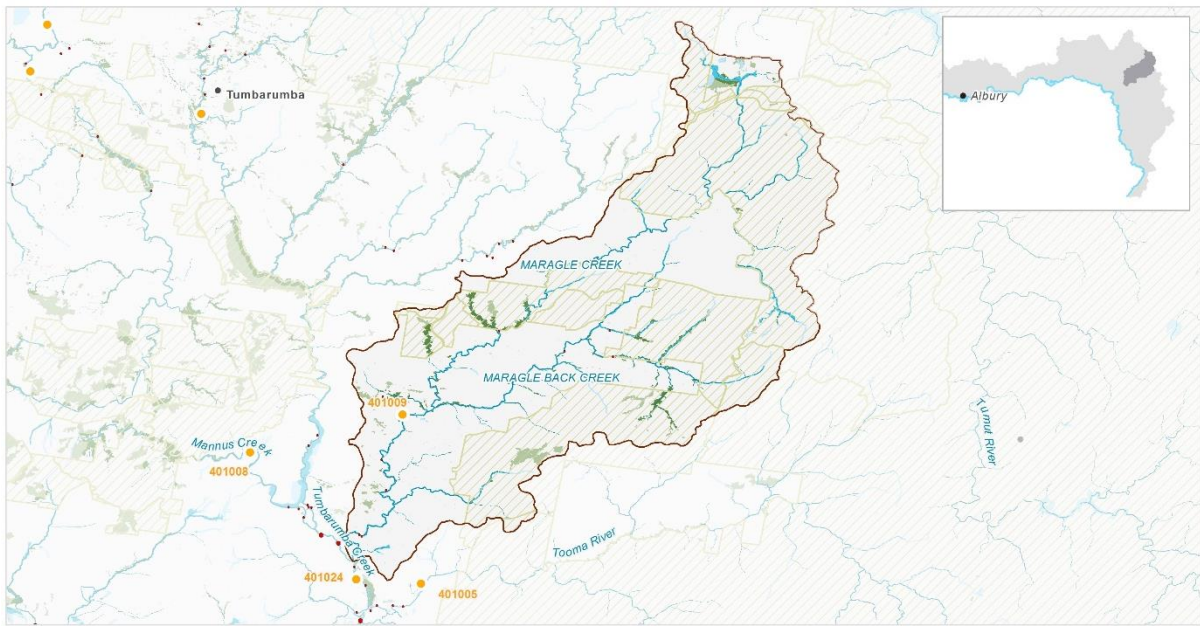 Tumbarumba
Albury
MARAGLE CREEK
MARAGLE BACK CREEK
401009
Mannus Creek
401008
Tumut River
Tumbarumba Creek
Tooma River
401024
401005